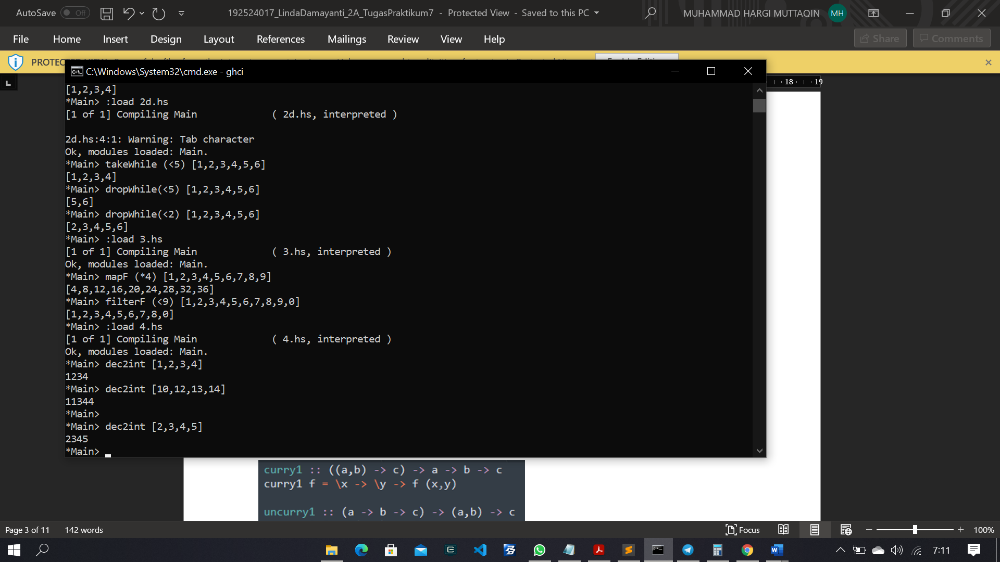 AutoSave Off 192524017_LindaDamayanti_2A_TugasPraktikum7 - Protected View - Saved to this PC MUHAMMAD HARGI MUTTAQIN MH
File Home Insert Design Layout References Mailings Review View Help Share Comments
C:\Windows\System32\cmd.exe - ghci
18 19
[1,2,3,4]
*Main> :load 2d.hs
[1 of 1] Compiling Main ( 2d.hs, interpreted )
2d.hs:4:1: Warning: Tab character
Ok, modules loaded: Main.
*Main> takeWhile (<5) [1,2,3,4,5,6]
[1,2,3,4]
*Main> dropWhile(<5) [1,2,3,4,5,6]
[5,6]
*Main> dropWhile(<2) [1,2,3,4,5,6]
[2,3,4,5,6]
*Main> :load 3.hs
[1 of 1] Compiling Main ( 3.hs, interpreted )
Ok, modules loaded: Main.
*Main> mapF (*4) [1,2,3,4,5,6,7,8,9]
[4,8,12,16,20,24,28,32,36]
*Main> filterF (<9) [1,2,3,4,5,6,7,8,9,0]
[1,2,3,4,5,6,7,8,0]
*Main> :load 4.hs
[1 of 1] Compiling Main ( 4.hs, interpreted )
Ok, modules loaded: Main.
*Main> dec2int [1,2,3,4]
1234
*Main> dec2int [10,12,13,14]
11344
*Main>
*Main> dec2int [2,3,4,5]
2345
*Main>
curry1 :: ((a,b) -> c) -> a -> b -> c
curry1 f = \x -> \y -> f (x,y)
uncurry1 :: (a -> b -> c) -> (a,b) -> c
Page 3 of 11 142 words Focus 100%
7:11